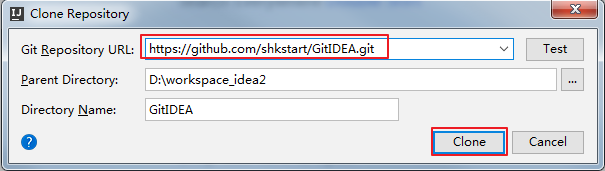 Clone Repository
Git Repository URL: https://github.com/shkstart/GitIDEA.git Test
Parent Directory: D:\workspace_idea2 ...
Directory Name: GitIDEA
? Clone Cancel